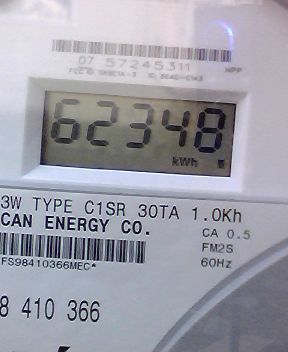 07 57245311
HPP
62348
kWh
3W TYPE C1SR 30TA 1.0Kh
CAN ENERGY CO.
CA 0.5
FM2S
FS98410366MEC*
60Hz
8 410 366